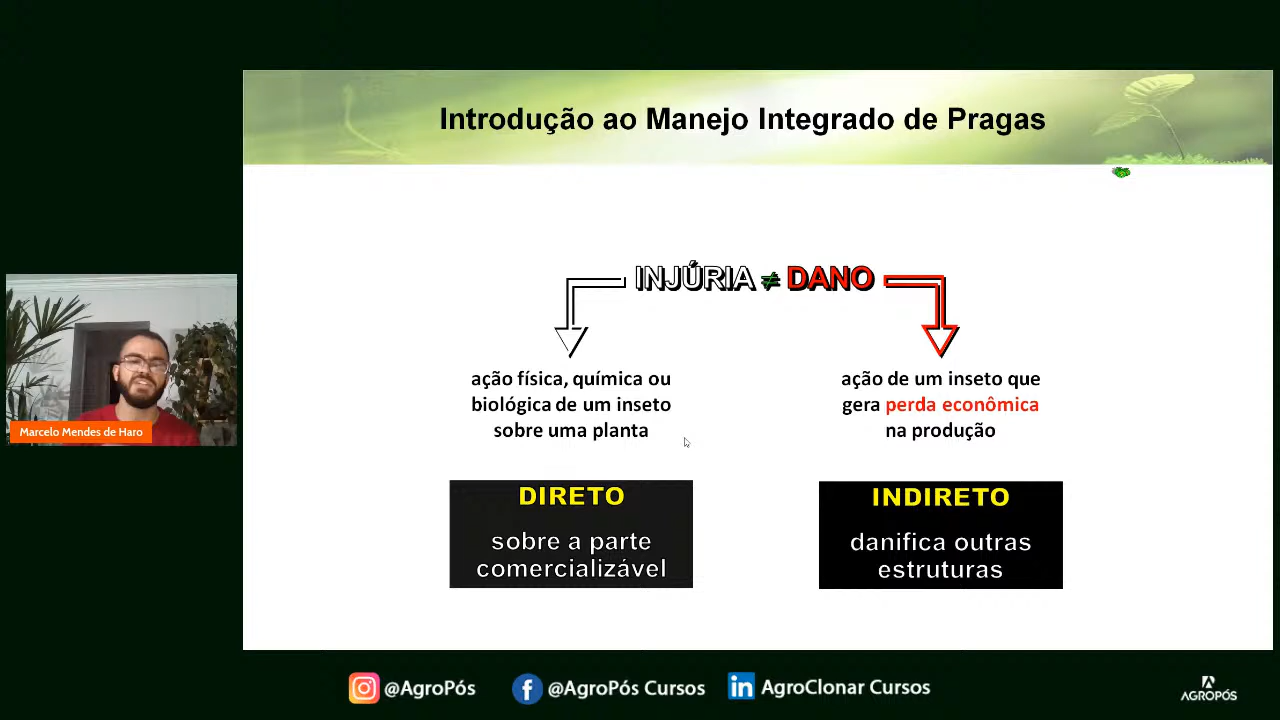 Introdução ao Manejo Integrado de Pragas
INJÚRIA ≠ DANO
ação física, química ou
biológica de um inseto
sobre uma planta
ação de um inseto que
gera perda econômica
na produção
DIRETO
sobre a parte
comercializável
INDIRETO
danifica outras
estruturas
Marcelo Mendes de Haro
@AgroPós
@AgroPós Cursos
AgroClonar Cursos
AGROPÓS